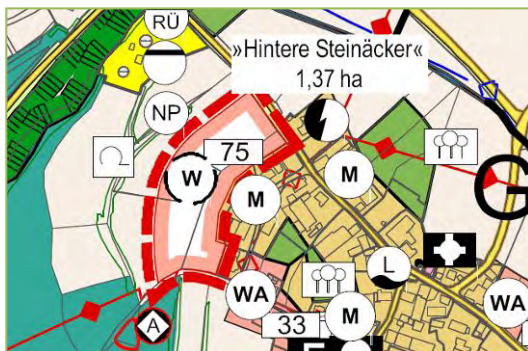 RÜ
»Hintere Steinäcker«
1,37 ha
NP
75
W
M
M
G
L
WA
33
M
WA
A